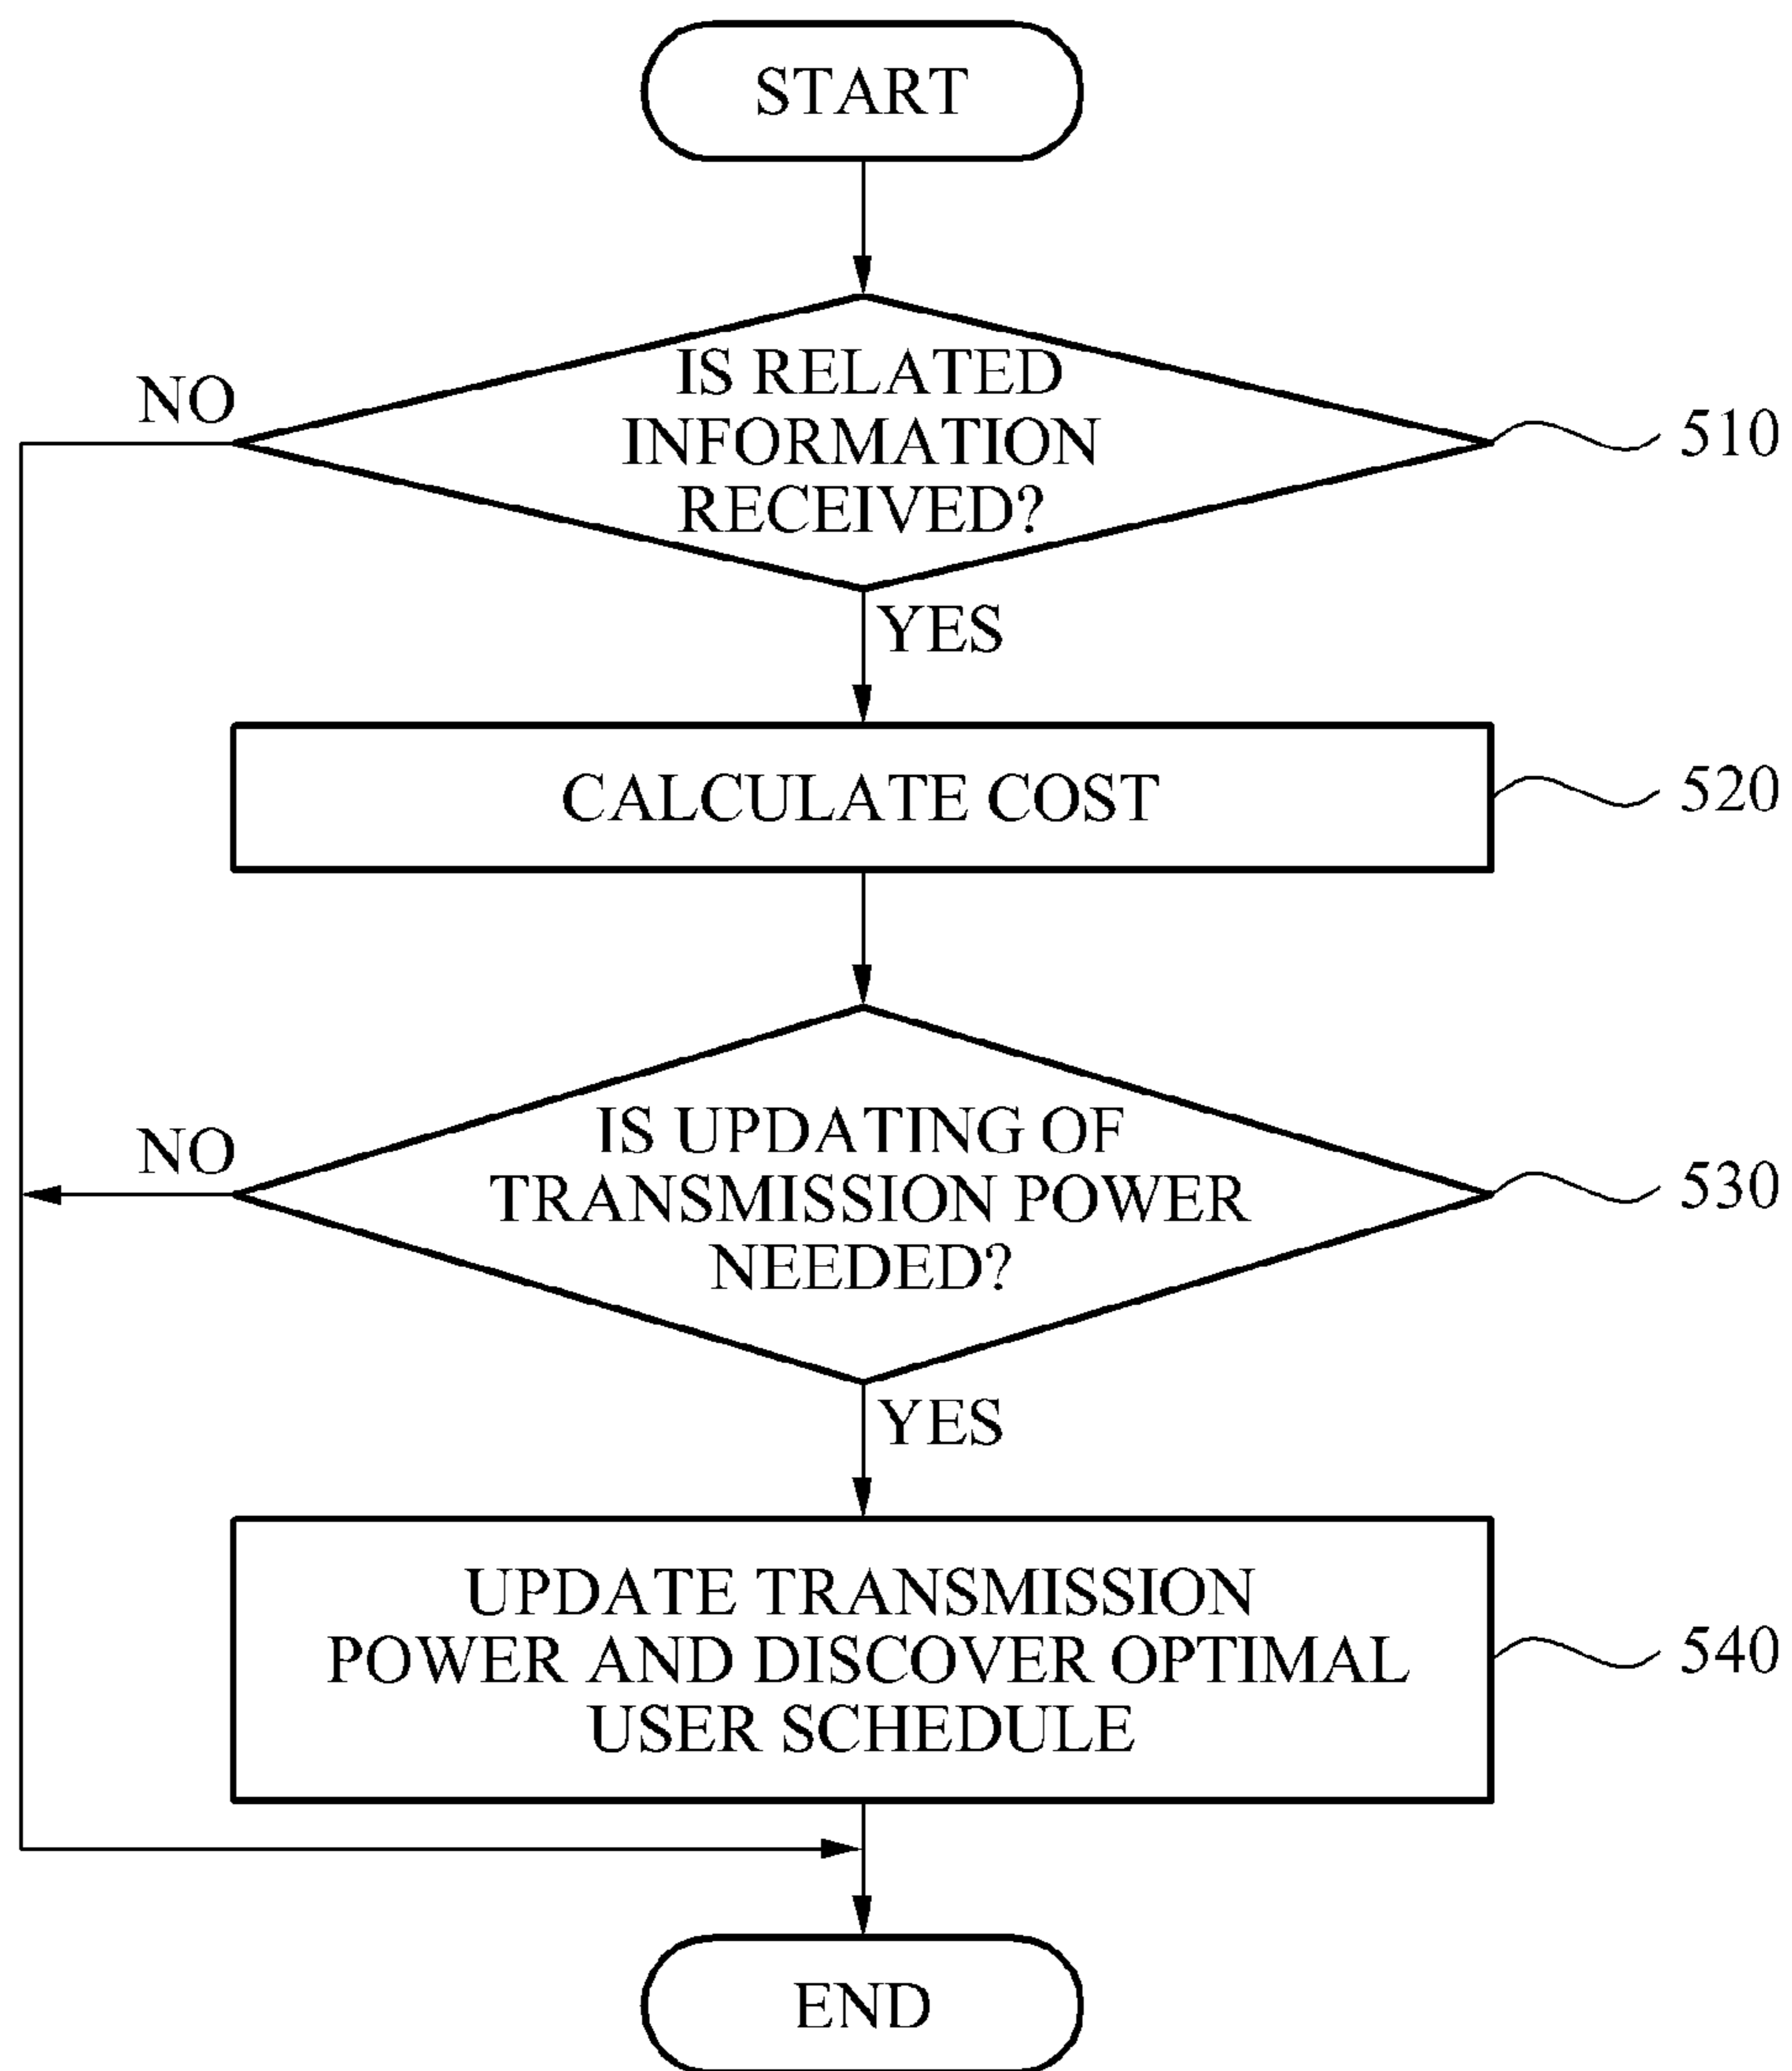 START
IS RELATED
INFORMATION
RECEIVED?
NO
510
YES
CALCULATE COST
520
IS UPDATING OF
TRANSMISSION POWER
NEEDED?
NO
530
YES
UPDATE TRANSMISSION
POWER AND DISCOVER OPTIMAL
USER SCHEDULE
540
END